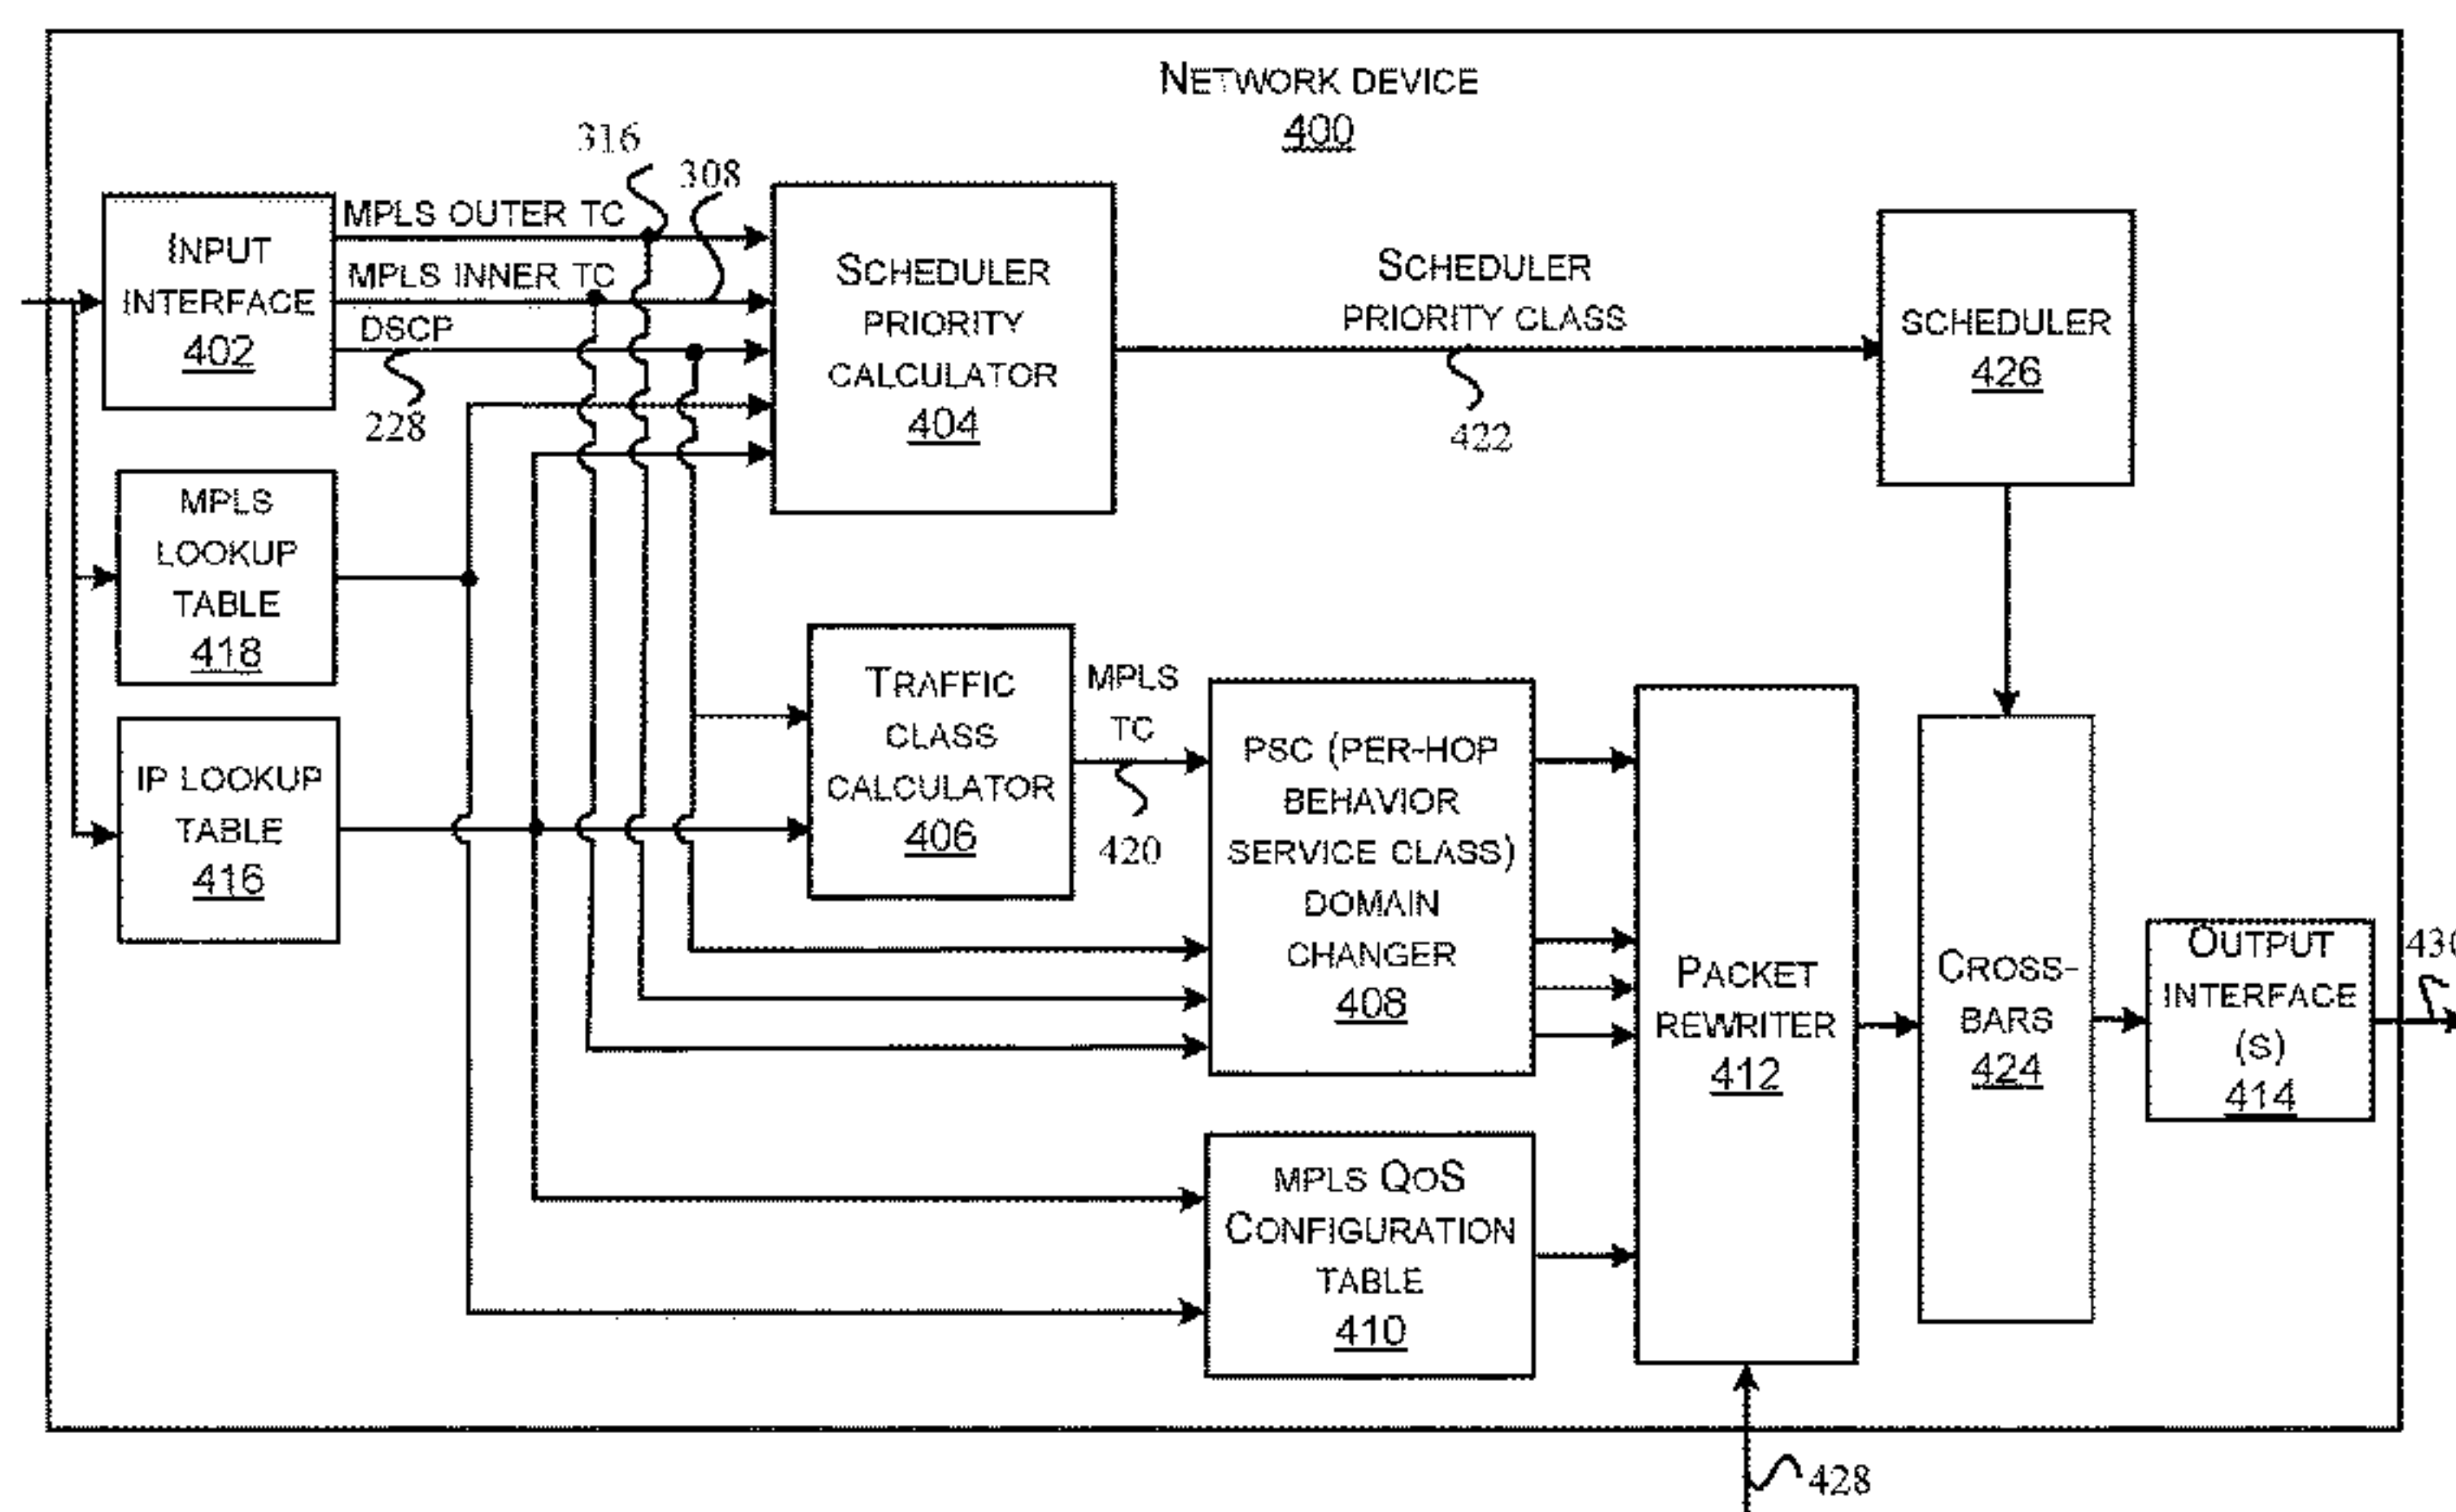 NETWORK DEVICE
400
316
308
MPLS OUTER TC
MPLS INNER TC
DSCP
228
INPUT
INTERFACE
402
SCHEDULER
PRIORITY
CALCULATOR
404
SCHEDULER
PRIORITY CLASS
422
SCHEDULER
426
MPLS
LOOKUP
TABLE
418
IP LOOKUP
TABLE
416
TRAFFIC
CLASS
CALCULATOR
406
MPLS
TC
420
PSC (PER-HOP
BEHAVIOR
SERVICE CLASS)
DOMAIN
CHANGER
408
MPLS QOS
CONFIGURATION
TABLE
410
PACKET
REWRITER
412
CROSS-
BARS
424
OUTPUT
INTERFACE
(S)
414
430
428